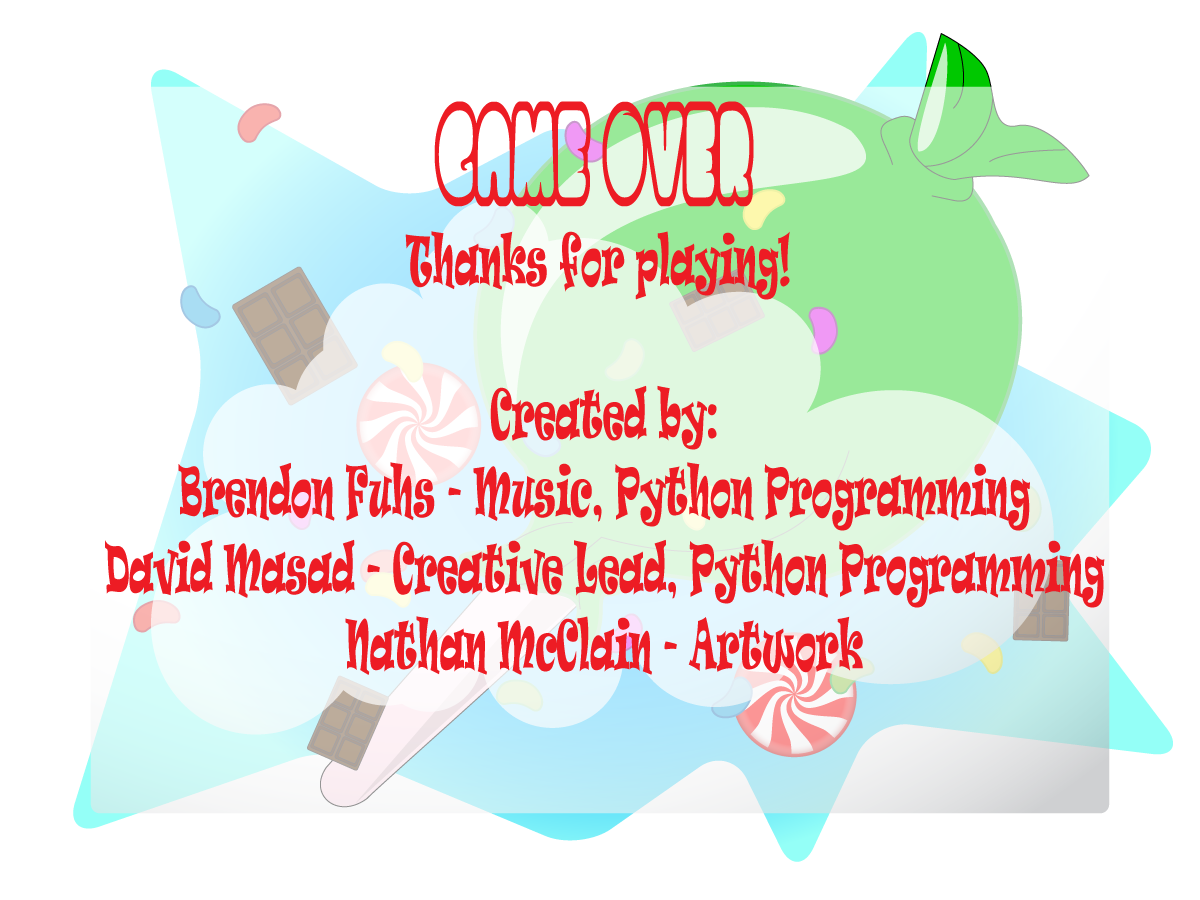 GAME OVER
Thanks for playing!
Created by:
Brendon Fuhs - Music, Python Programming
David Masad - Creative Lead, Python Programming
Nathan McClain - Artwork